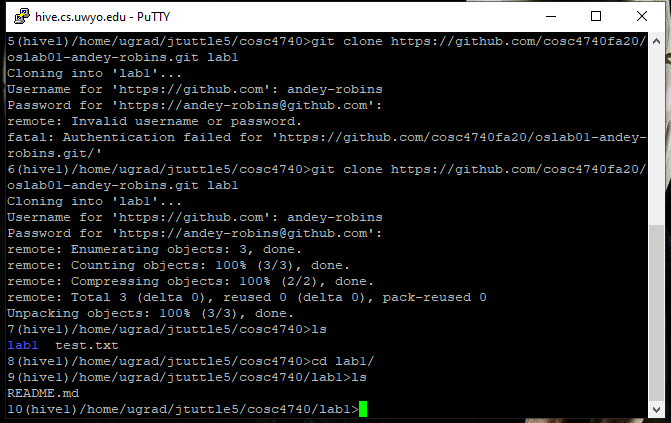 hive.cs.uwyo.edu - PuTTY
5(hive1)/home/ugrad/jtuttle5/cosc4740>git clone https://github.com/cosc4740fa20/
oslab01-andey-robins.git lab1
Cloning into 'lab1'...
Username for 'https://github.com': andey-robins
Password for 'https://andey-robins@github.com':
remote: Invalid username or password.
fatal: Authentication failed for 'https://github.com/cosc4740fa20/oslab01-andey-
robins.git/'
6(hive1)/home/ugrad/jtuttle5/cosc4740>git clone https://github.com/cosc4740fa20/
oslab01-andey-robins.git lab1
Cloning into 'lab1'...
Username for 'https://github.com': andey-robins
Password for 'https://andey-robins@github.com':
remote: Enumerating objects: 3, done.
remote: Counting objects: 100% (3/3), done.
remote: Compressing objects: 100% (2/2), done.
remote: Total 3 (delta 0), reused 0 (delta 0), pack-reused 0
Unpacking objects: 100% (3/3), done.
7(hive1)/home/ugrad/jtuttle5/cosc4740>ls
lab1  test.txt
8(hive1)/home/ugrad/jtuttle5/cosc4740>cd lab1/
9(hive1)/home/ugrad/jtuttle5/cosc4740/lab1>ls
README.md
10(hive1)/home/ugrad/jtuttle5/cosc4740/lab1>